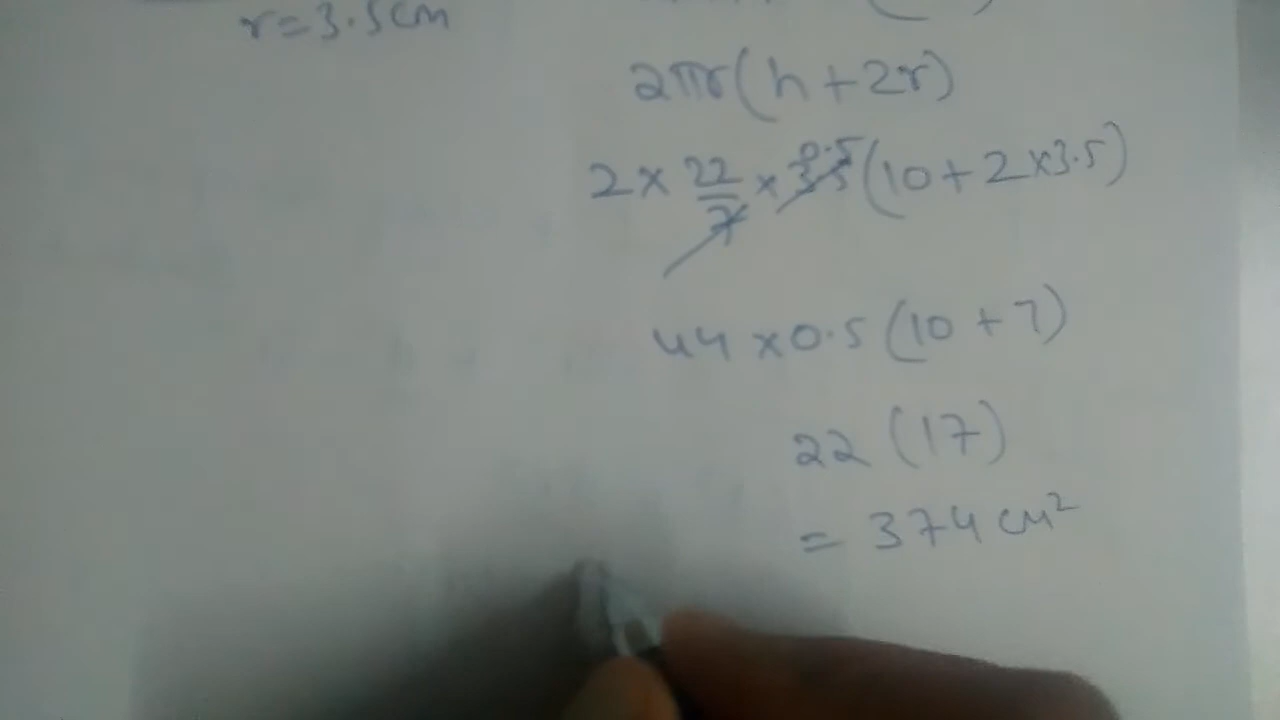 r=3.5cm
2πr(h+2r)
2 × 22/7 × 3.5 0.5 (10+2×3.5)
44 ×0.5 (10+7)
22 (17)
= 374 cm²